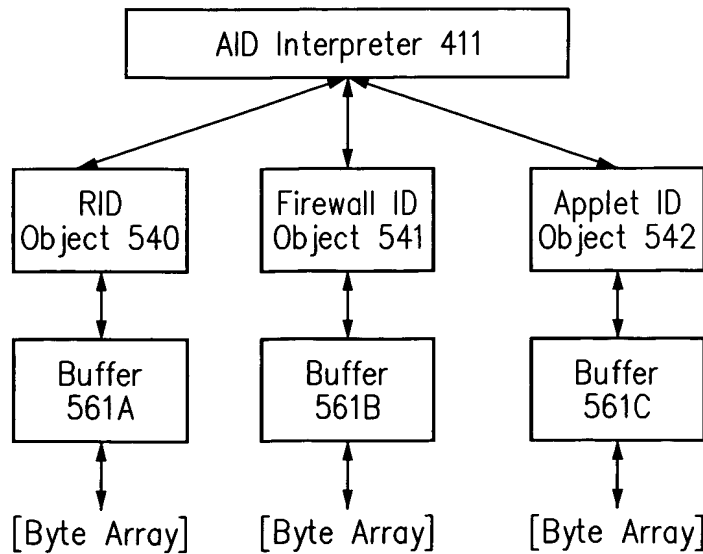 AID Interpreter 411
RID
Object 540
Firewall ID
Object 541
Applet ID
Object 542
Buffer
561A
Buffer
561B
Buffer
561C
[Byte Array]
[Byte Array]
[Byte Array]